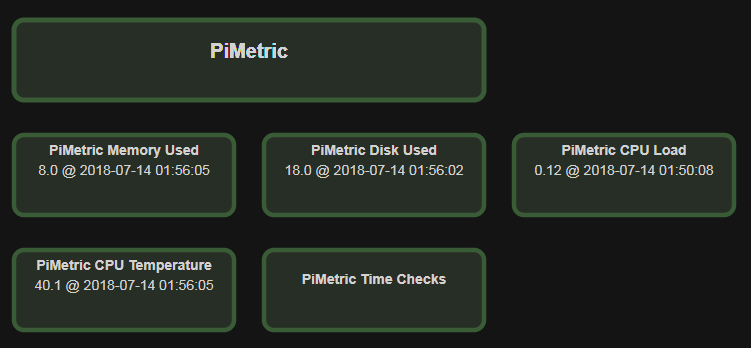 PiMetric
PiMetric Memory Used
8.0 @ 2018-07-14 01:56:05
PiMetric Disk Used
18.0 @ 2018-07-14 01:56:02
PiMetric CPU Load
0.12 @ 2018-07-14 01:50:08
PiMetric CPU Temperature
40.1 @ 2018-07-14 01:56:05
PiMetric Time Checks